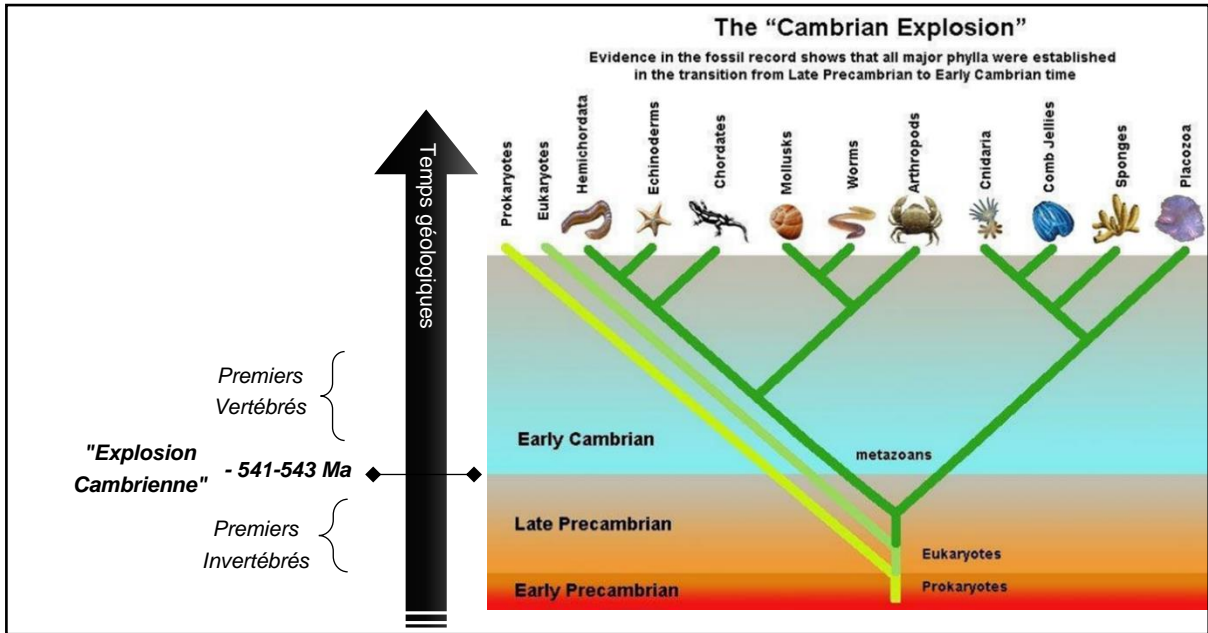 The “Cambrian Explosion”
Evidence in the fossil record shows that all major phylla were established
in the transition from Late Precambrian to Early Cambrian time
Prokaryotes
Eukaryotes
Hemichordata
Echinoderms
Chordates
Mollusks
Worms
Arthropods
Cnidaria
Comb Jellies
Sponges
Placozoa
Temps géologiques
Premiers
Vertébrés
"Explosion
Cambrienne"
- 541-543 Ma
Premiers
Invertébrés
Early Cambrian
metazoans
Late Precambrian
Eukaryotes
Early Precambrian
Prokaryotes